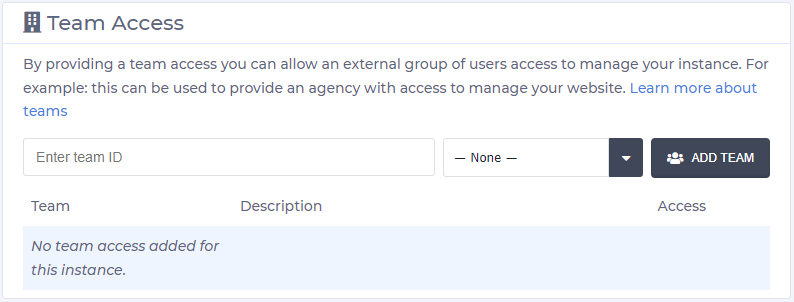 Team Access
By providing a team access you can allow an external group of users access to manage your instance. For
example: this can be used to provide an agency with access to manage your website. Learn more about
teams
Enter team ID
— None —
ADD TEAM
Team Description Access
No team access added for
this instance.